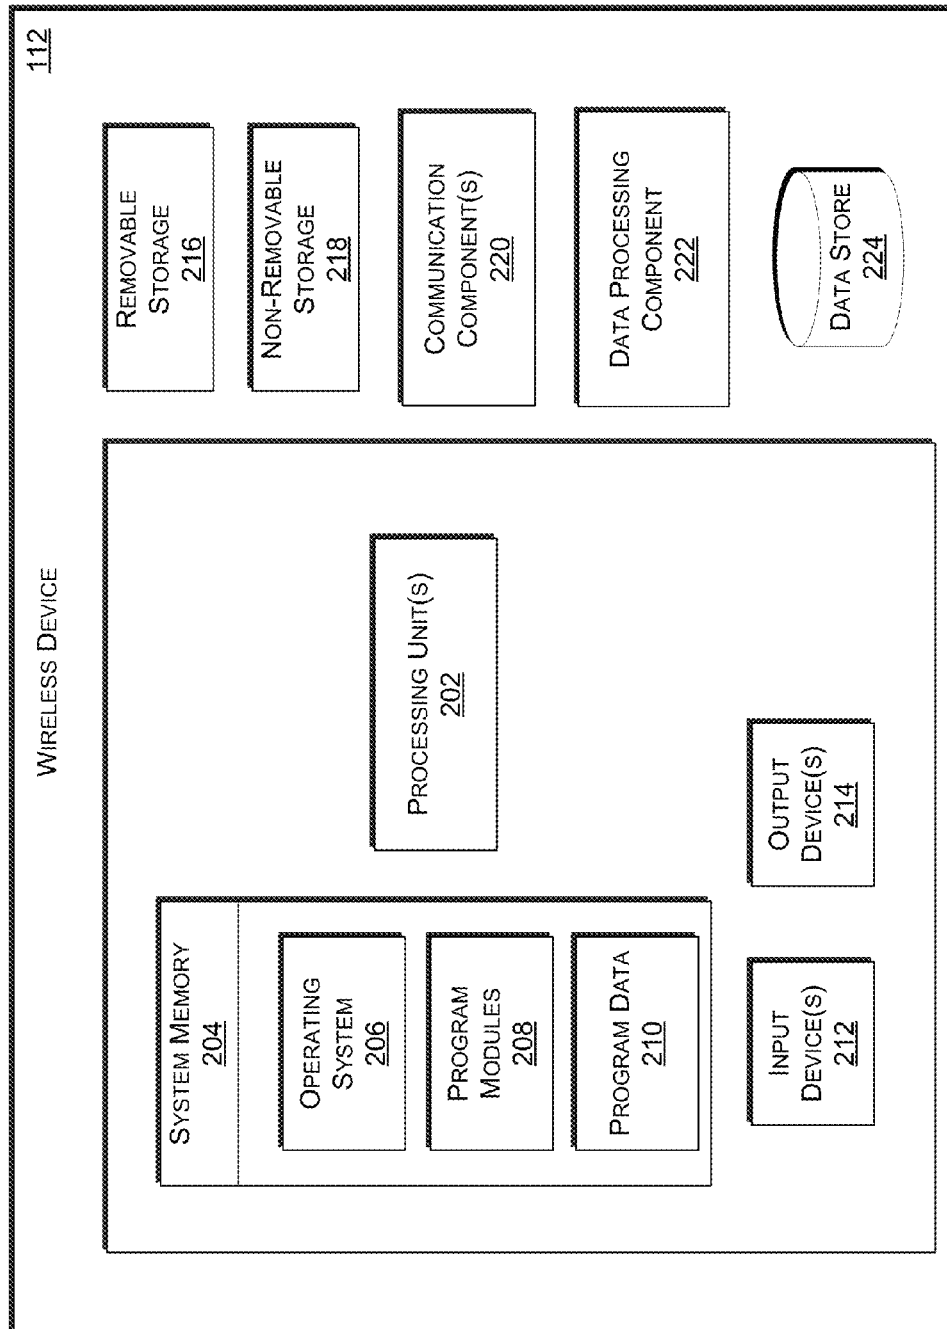 WIRELESS DEVICE
112
SYSTEM MEMORY
204
OPERATING
SYSTEM
206
PROGRAM
MODULES
208
PROGRAM DATA
210
PROCESSING UNIT(S)
202
INPUT
DEVICE(S)
212
OUTPUT
DEVICE(S)
214
REMOVABLE
STORAGE
216
NON-REMOVABLE
STORAGE
218
COMMUNICATION
COMPONENT(S)
220
DATA PROCESSING
COMPONENT
222
DATA STORE
224